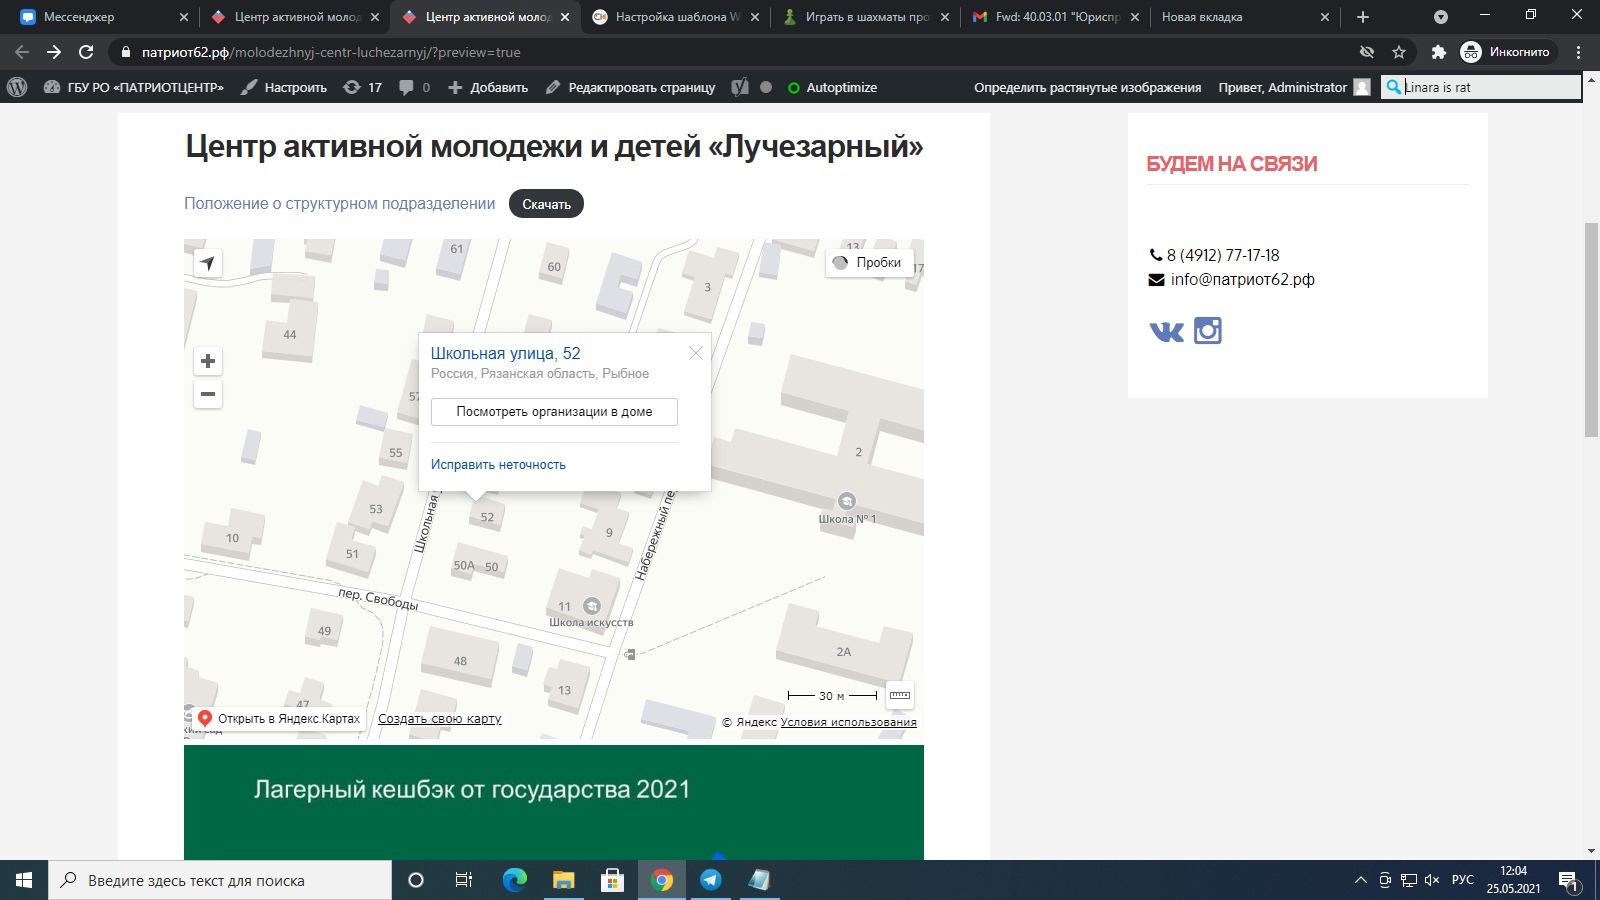 Мессенджер
Центр активной молод
Центр активной молод
Настройка шаблона W
Играть в шахматы про
Fwd: 40.03.01 "Юриспр
Новая вкладка
патриот62.рф/molodezhnyj-centr-luchezarnyj/?preview=true
Инкогнито
ГБУ РО «ПАТРИОТЦЕНТР»
Настроить
17
0
Добавить
Редактировать страницу
Autoptimize
Определить растянутые изображения
Привет, Administrator
Linara is rat
Центр активной молодежи и детей «Лучезарный»
Положение о структурном подразделении
Скачать
БУДЕМ НА СВЯЗИ
8 (4912) 77-17-18
info@патриот62.рф
61
60
3
13
17
Пробки
44
Школьная улица, 52
Россия, Рязанская область, Рыбное
Посмотреть организации в доме
Исправить неточность
57
55
2
53
52
Школьная
Набережный пе
Школа № 1
10
51
9
50А
50
пер. Свободы
11
Школа искусств
49
48
2А
13
47
30 м
Открыть в Яндекс.Картах
Создать свою карту
© Яндекс Условия использования
Лагерный кешбэк от государства 2021
Введите здесь текст для поиска
РУС
12:04
25.05.2021
1